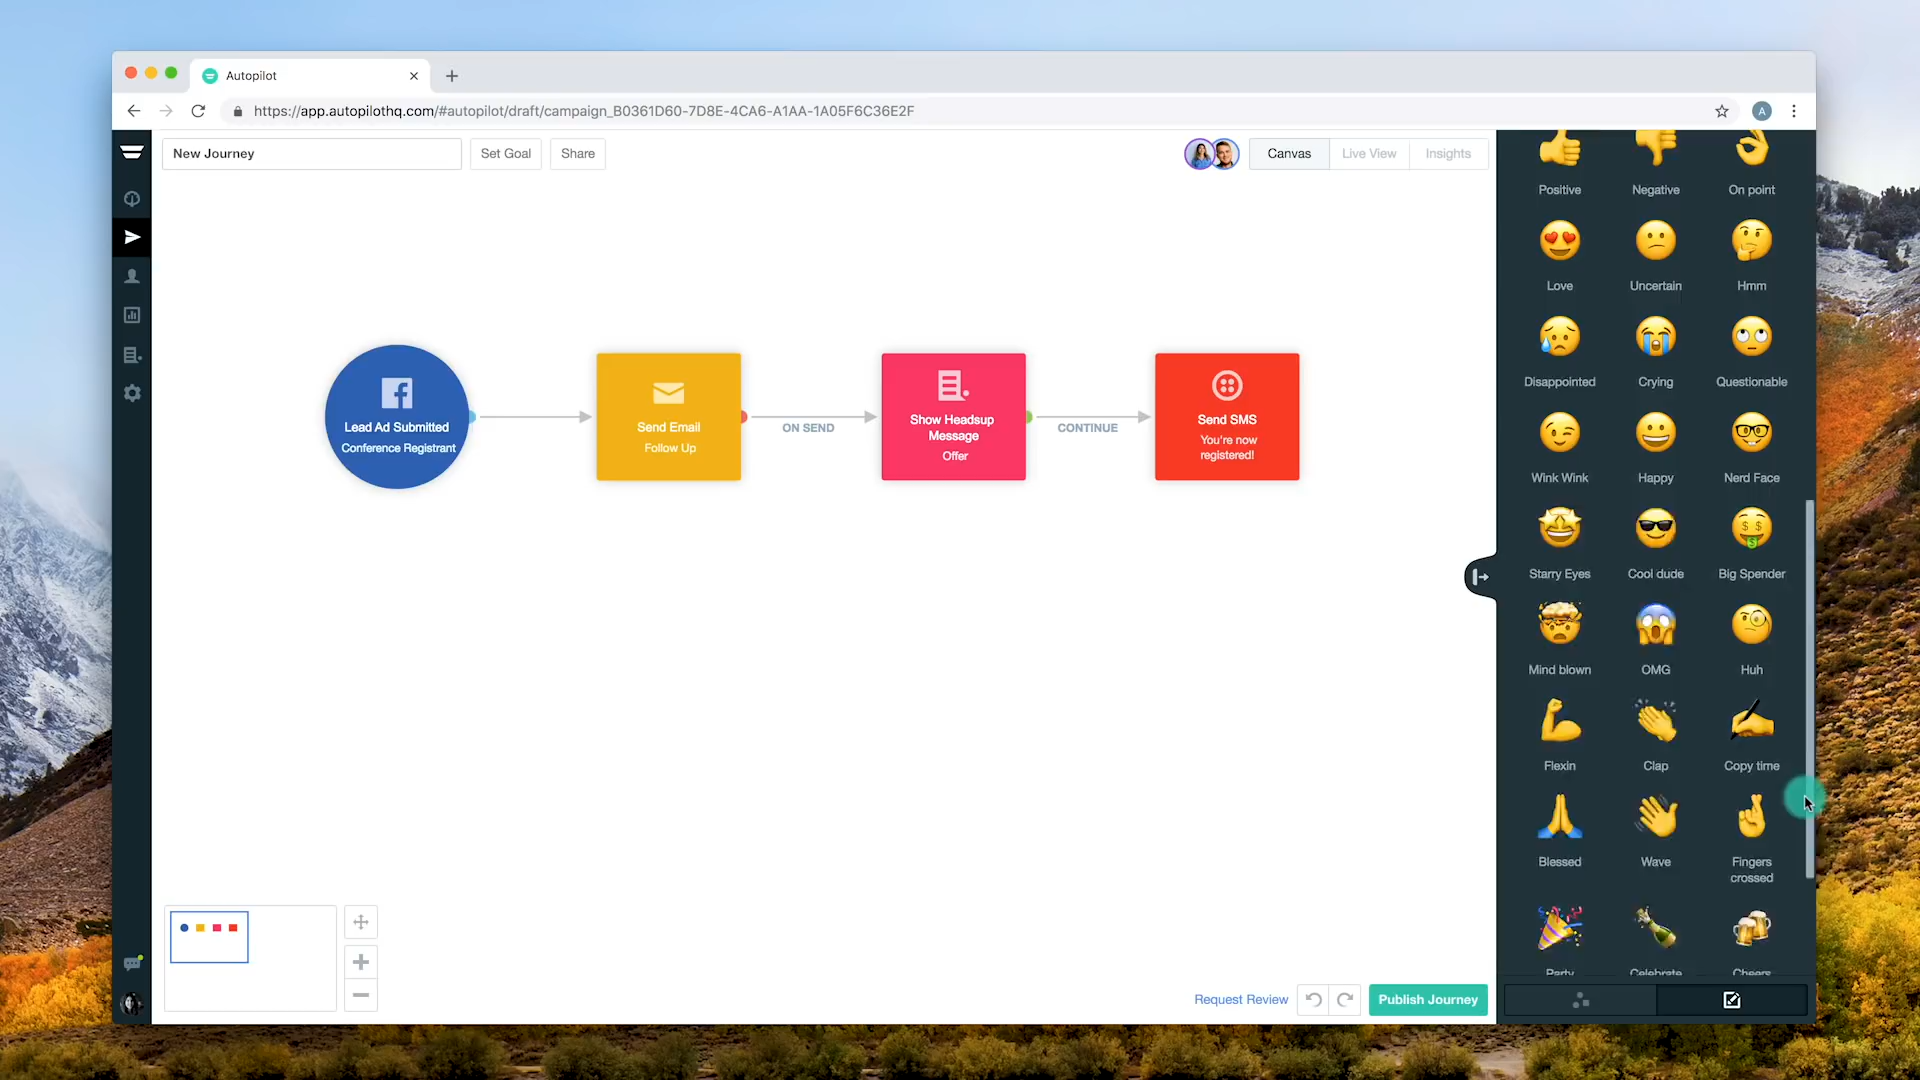 Autopilot
https://app.autopilothq.com/#autopilot/draft/campaign_B0361D60-7D8E-4CA6-A1AA-1A05F6C36E2F
A
New Journey
Set Goal
Share
Canvas
Live View
Insights
Lead Ad Submitted
Conference Registrant
Send Email
Follow Up
ON SEND
Show Headsup
Message
Offer
CONTINUE
Send SMS
You're now
registered!
Positive
Negative
On point
Love
Uncertain
Hmm
Disappointed
Crying
Questionable
Wink Wink
Happy
Nerd Face
Starry Eyes
Cool dude
Big Spender
Mind blown
OMG
Huh
Flexin
Clap
Copy time
Blessed
Wave
Fingers
crossed
Party
Celebrate
Cheers
Request Review
Publish Journey